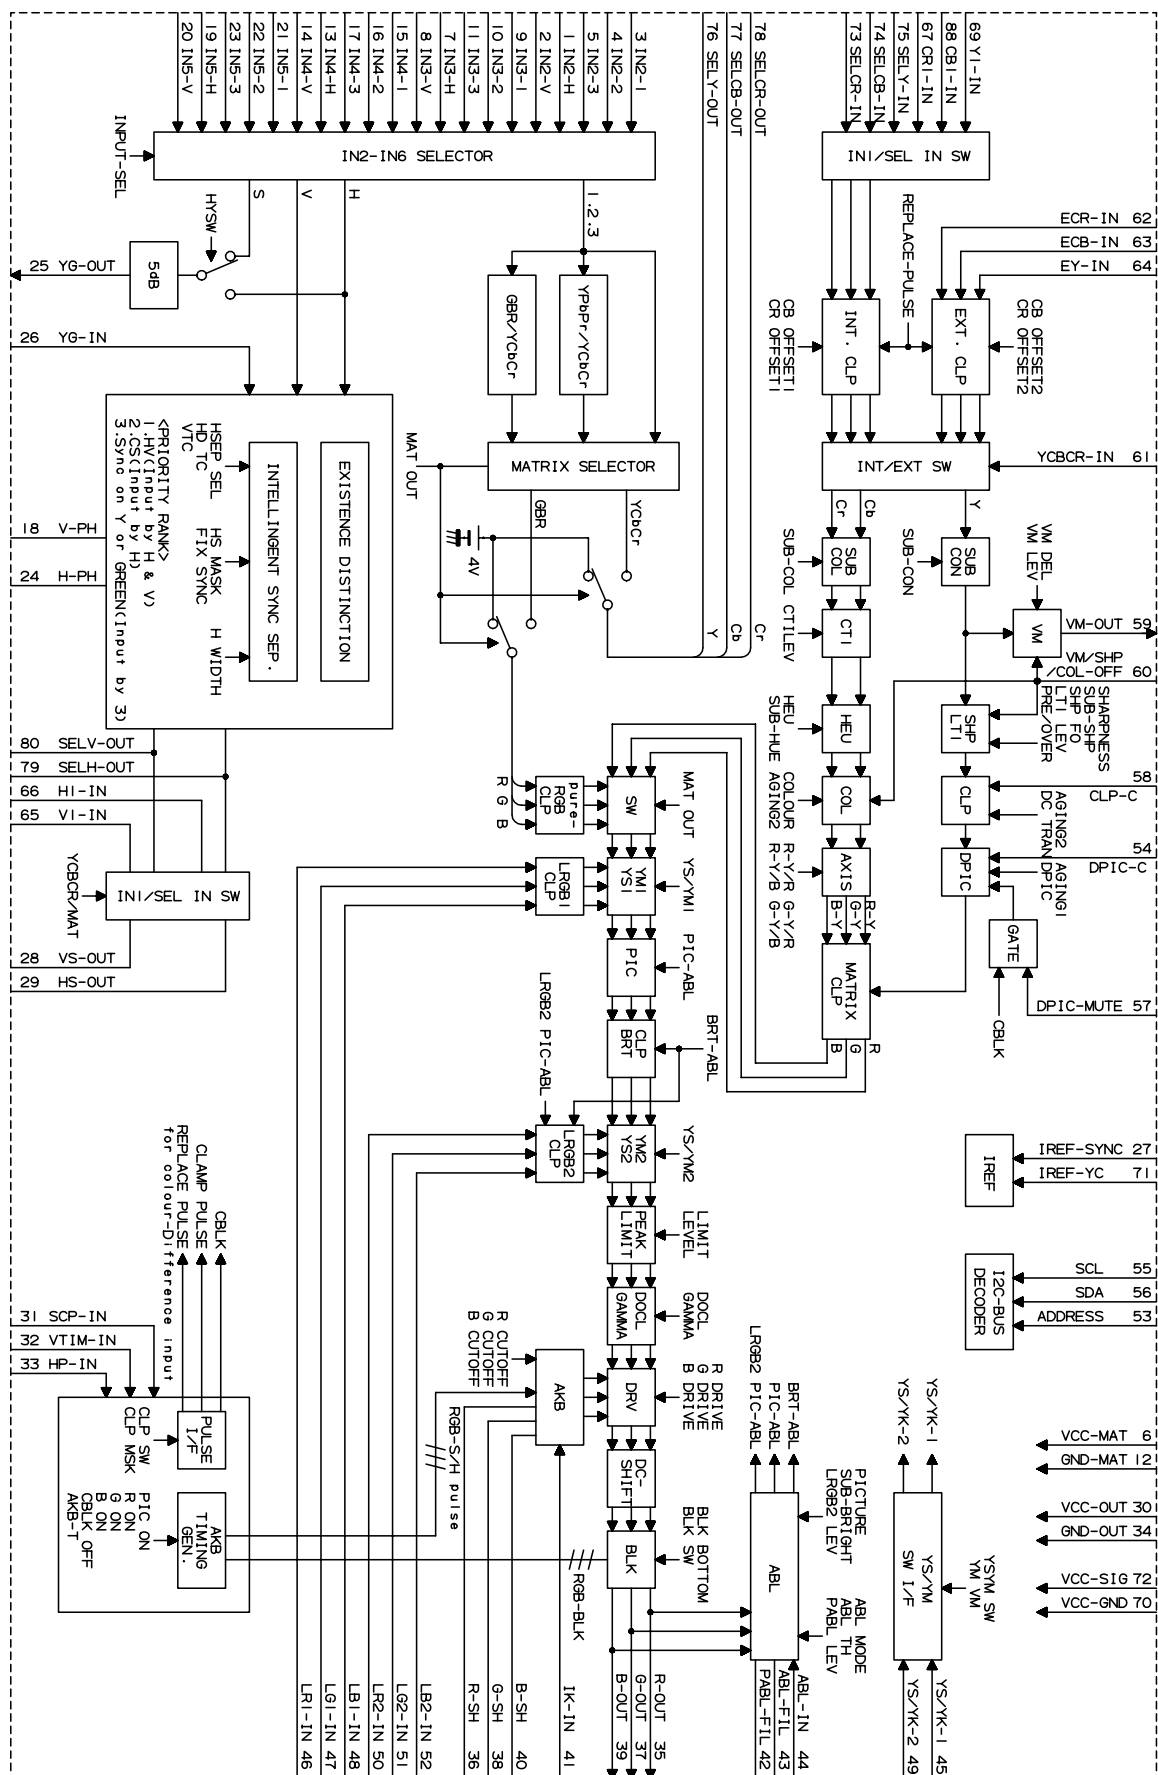 20 IN5-V
19 IN5-H
23 IN5-3
22 IN5-2
21 IN5-1
14 IN4-V
13 IN4-H
17 IN4-3
16 IN4-2
15 IN4-1
8 IN3-V
7 IN3-H
11 IN3-3
10 IN3-2
9 IN3-1
2 IN2-V
1 IN2-H
5 IN2-3
4 IN2-2
3 IN2-1
76 SELY-OUT
77 SELCB-OUT
78 SELCR-OUT
73 SELCR-IN
74 SELCB-IN
75 SELY-IN
67 CR1-IN
88 CB1-IN
69 Y1-IN
INPUT-SEL
IN2-IN6 SELECTOR
IN1/SEL IN SW
S
V
H
1.2.3
HYSW
5dB
25 YG-OUT
26 YG-IN
REPLACE-PULSE
ECR-IN 62
ECB-IN 63
EY-IN 64
GBR/YCbCr
YPbPr/YCbCr
CB OFFSET1
CR OFFSET1
INT. CLP
EXT. CLP
CB OFFSET2
CR OFFSET2
MAT OUT
MATRIX SELECTOR
INT/EXT SW
YCBCR-IN 61
GBR
YCbCr
4V
Cr
Cb
Y
<PRIORITY RANK>
1.HV(Input by H & V)
2.CS(Input by H)
3.Sync on Y or GREEN(Input by 3)
HSEP SEL
HD TC
VTC
HS MASK
FIX SYNC
H WIDTH
INTELLINGENT SYNC SEP.
EXISTENCE DISTINCTION
18 V-PH
24 H-PH
SUB-COL
SUB
COL
SUB-CON
SUB
CON
VM DEL
VM LEV
VM
VM-OUT 59
VM/SHP
/COL-OFF 60
CTILEV
CTI
Y
Cb
Cr
HEU
SUB-HUE
HEU
SHP
LTI
SHARPNESS
SUB-SHP
SHP FO
LTI LEV
PRE/OVER
80 SELV-OUT
79 SELH-OUT
66 H1-IN
65 V1-IN
R
G
B
pure-
RGB
CLP
SW
MAT OUT
COLOUR
AGING2
COL
CLP
58
CLP-C
AGING2
DC TRAN
YCBCR/MAT
IN1/SEL IN SW
LRGB1
CLP
YM1
YS1
YS/YM1
R-Y/R
R-Y/B
G-Y/R
G-Y/B
AXIS
R-Y
G-Y
B-Y
DPIC
54
DPIC-C
AGING1
DPIC
GATE
28 VS-OUT
29 HS-OUT
PIC
PIC-ABL
MATRIX
CLP
R
G
B
DPIC-MUTE 57
CBLK
LRGB2 PIC-ABL
CLP
BRT
BRT-ABL
LRGB2
CLP
YM2
YS2
YS/YM2
IREF
IREF-SYNC 27
IREF-YC 71
CBLK
CLAMP PULSE
REPLACE PULSE
for colour-Difference input
PEAK
LIMIT
LIMIT
LEVEL
I2C-BUS
DECODER
SCL 55
SDA 56
ADDRESS 53
31 SCP-IN
32 VTIM-IN
33 HP-IN
DOCL
GAMMA
DOCL
GAMMA
R CUTOFF
G CUTOFF
B CUTOFF
AKB
DRV
R DRIVE
G DRIVE
B DRIVE
CLP SW
CLP MSK
PULSE
I/F
RGB-S/H pulse
DC-
SHIFT
LRGB2 PIC-ABL
PIC-ABL
BRT-ABL
YS/YK-2
YS/YK-1
VCC-MAT 6
GND-MAT 12
VCC-OUT 30
GND-OUT 34
VCC-SIG 72
VCC-GND 70
PIC ON
R ON
G ON
B ON
CBLK OFF
AKB-T
AKB
TIMING
GEN.
RGB-BLK
BLK
BLK BOTTOM
BLK SW
ABL
PICTURE
SUB-BRIGHT
LRGB2 LEV
ABL MODE
ABL TH
PABL LEV
YS/YM
SW I/F
YSYM SW
YM VM
LR1-IN 46
LG1-IN 47
LB1-IN 48
LR2-IN 50
LG2-IN 51
LB2-IN 52
R-SH 36
G-SH 38
B-SH 40
IK-IN 41
B-OUT 39
G-OUT 37
R-OUT 35
PABL-FIL 42
ABL-FIL 43
ABL-IN 44
YS/YK-2 49
YS/YK-1 45